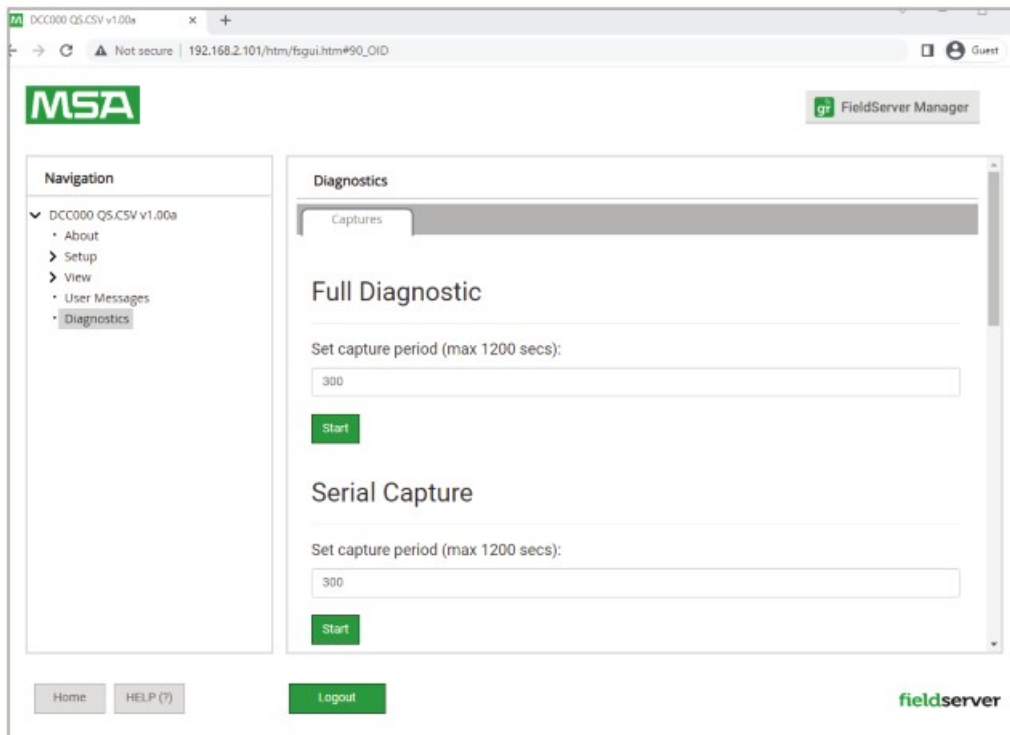 DCC000 QS.CSV v1.00a
Not secure | 192.168.2.101/htm/fsgui.htm#90_OID
Guest
MSA
FieldServer Manager
Navigation
DCC000 QS.CSV v1.00a
About
Setup
View
User Messages
Diagnostics
Diagnostics
Captures
Full Diagnostic
Set capture period (max 1200 secs):
300
Start
Serial Capture
Set capture period (max 1200 secs):
300
Start
Home
HELP (?)
Logout
fieldserver